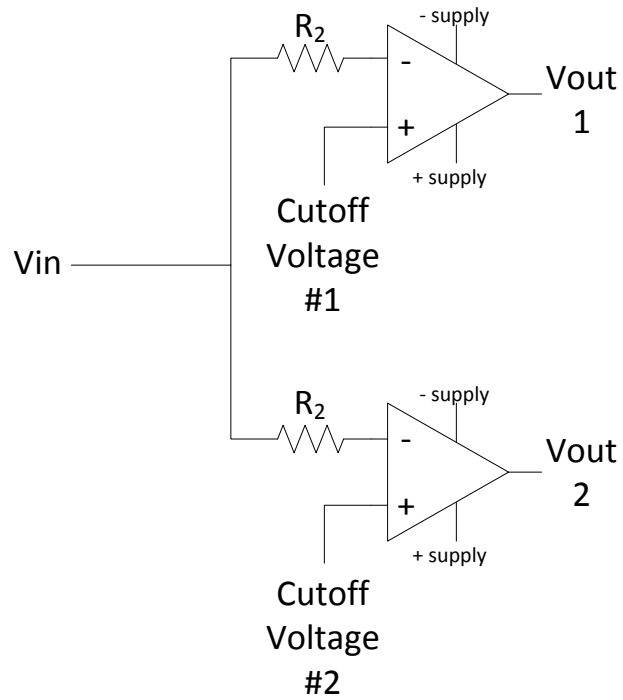 - supply
R₂
-
Vout
1
+
+ supply
Cutoff
Voltage
#1
Vin
- supply
R₂
-
Vout
2
+
+ supply
Cutoff
Voltage
#2